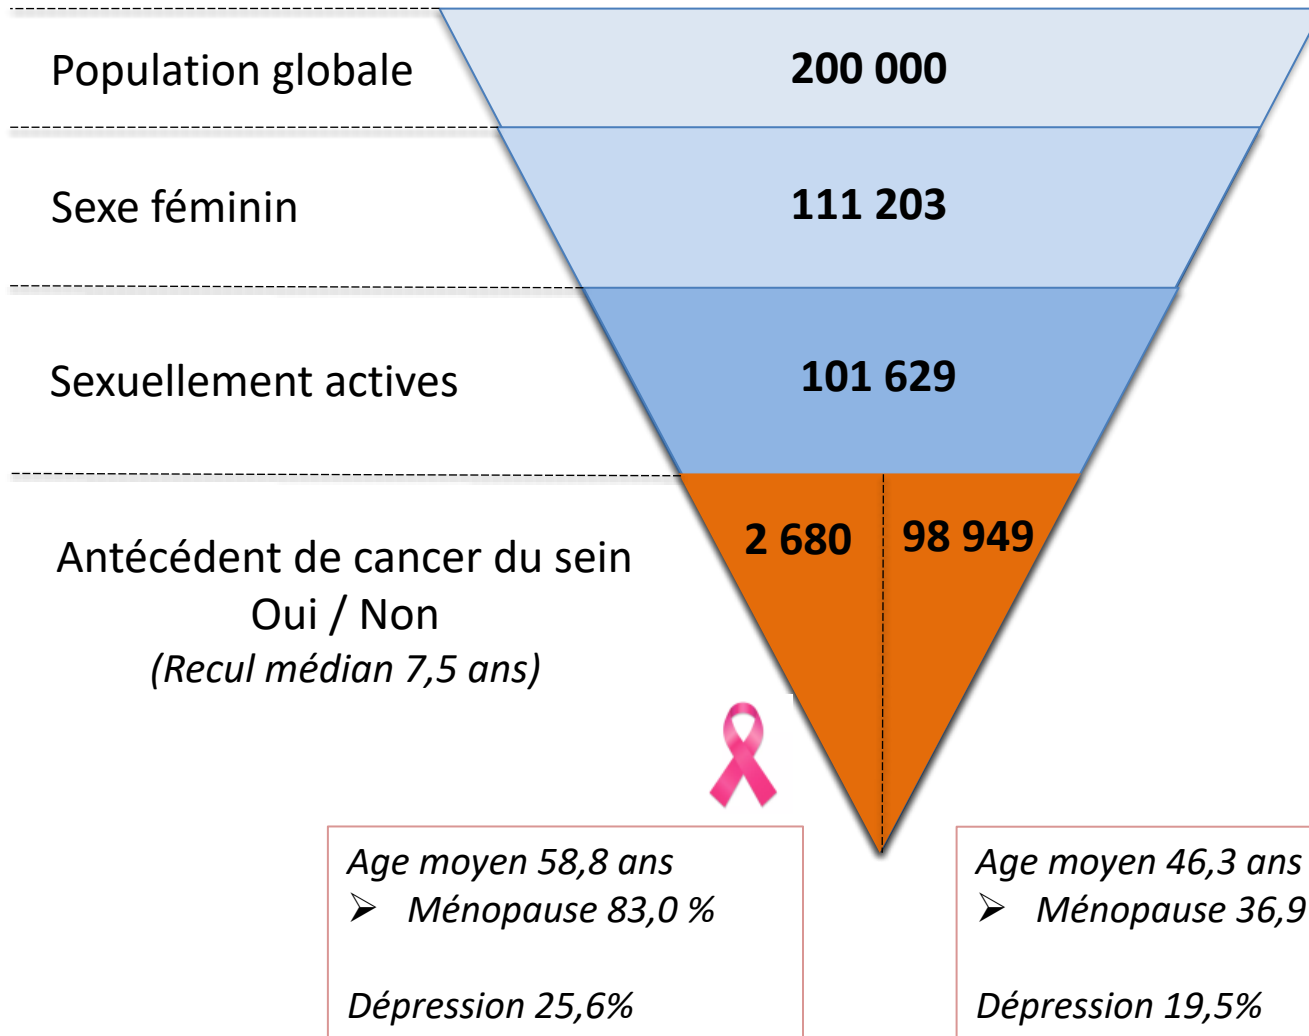 Population globale
200 000
Sexe féminin
111 203
Sexuellement actives
101 629
Antécédent de cancer du sein
Oui / Non
(Recul médian 7,5 ans)
2 680
98 949
Age moyen 58,8 ans
➢ Ménopause 83,0 %
Dépression 25,6%
Age moyen 46,3 ans
➢ Ménopause 36,9
Dépression 19,5%